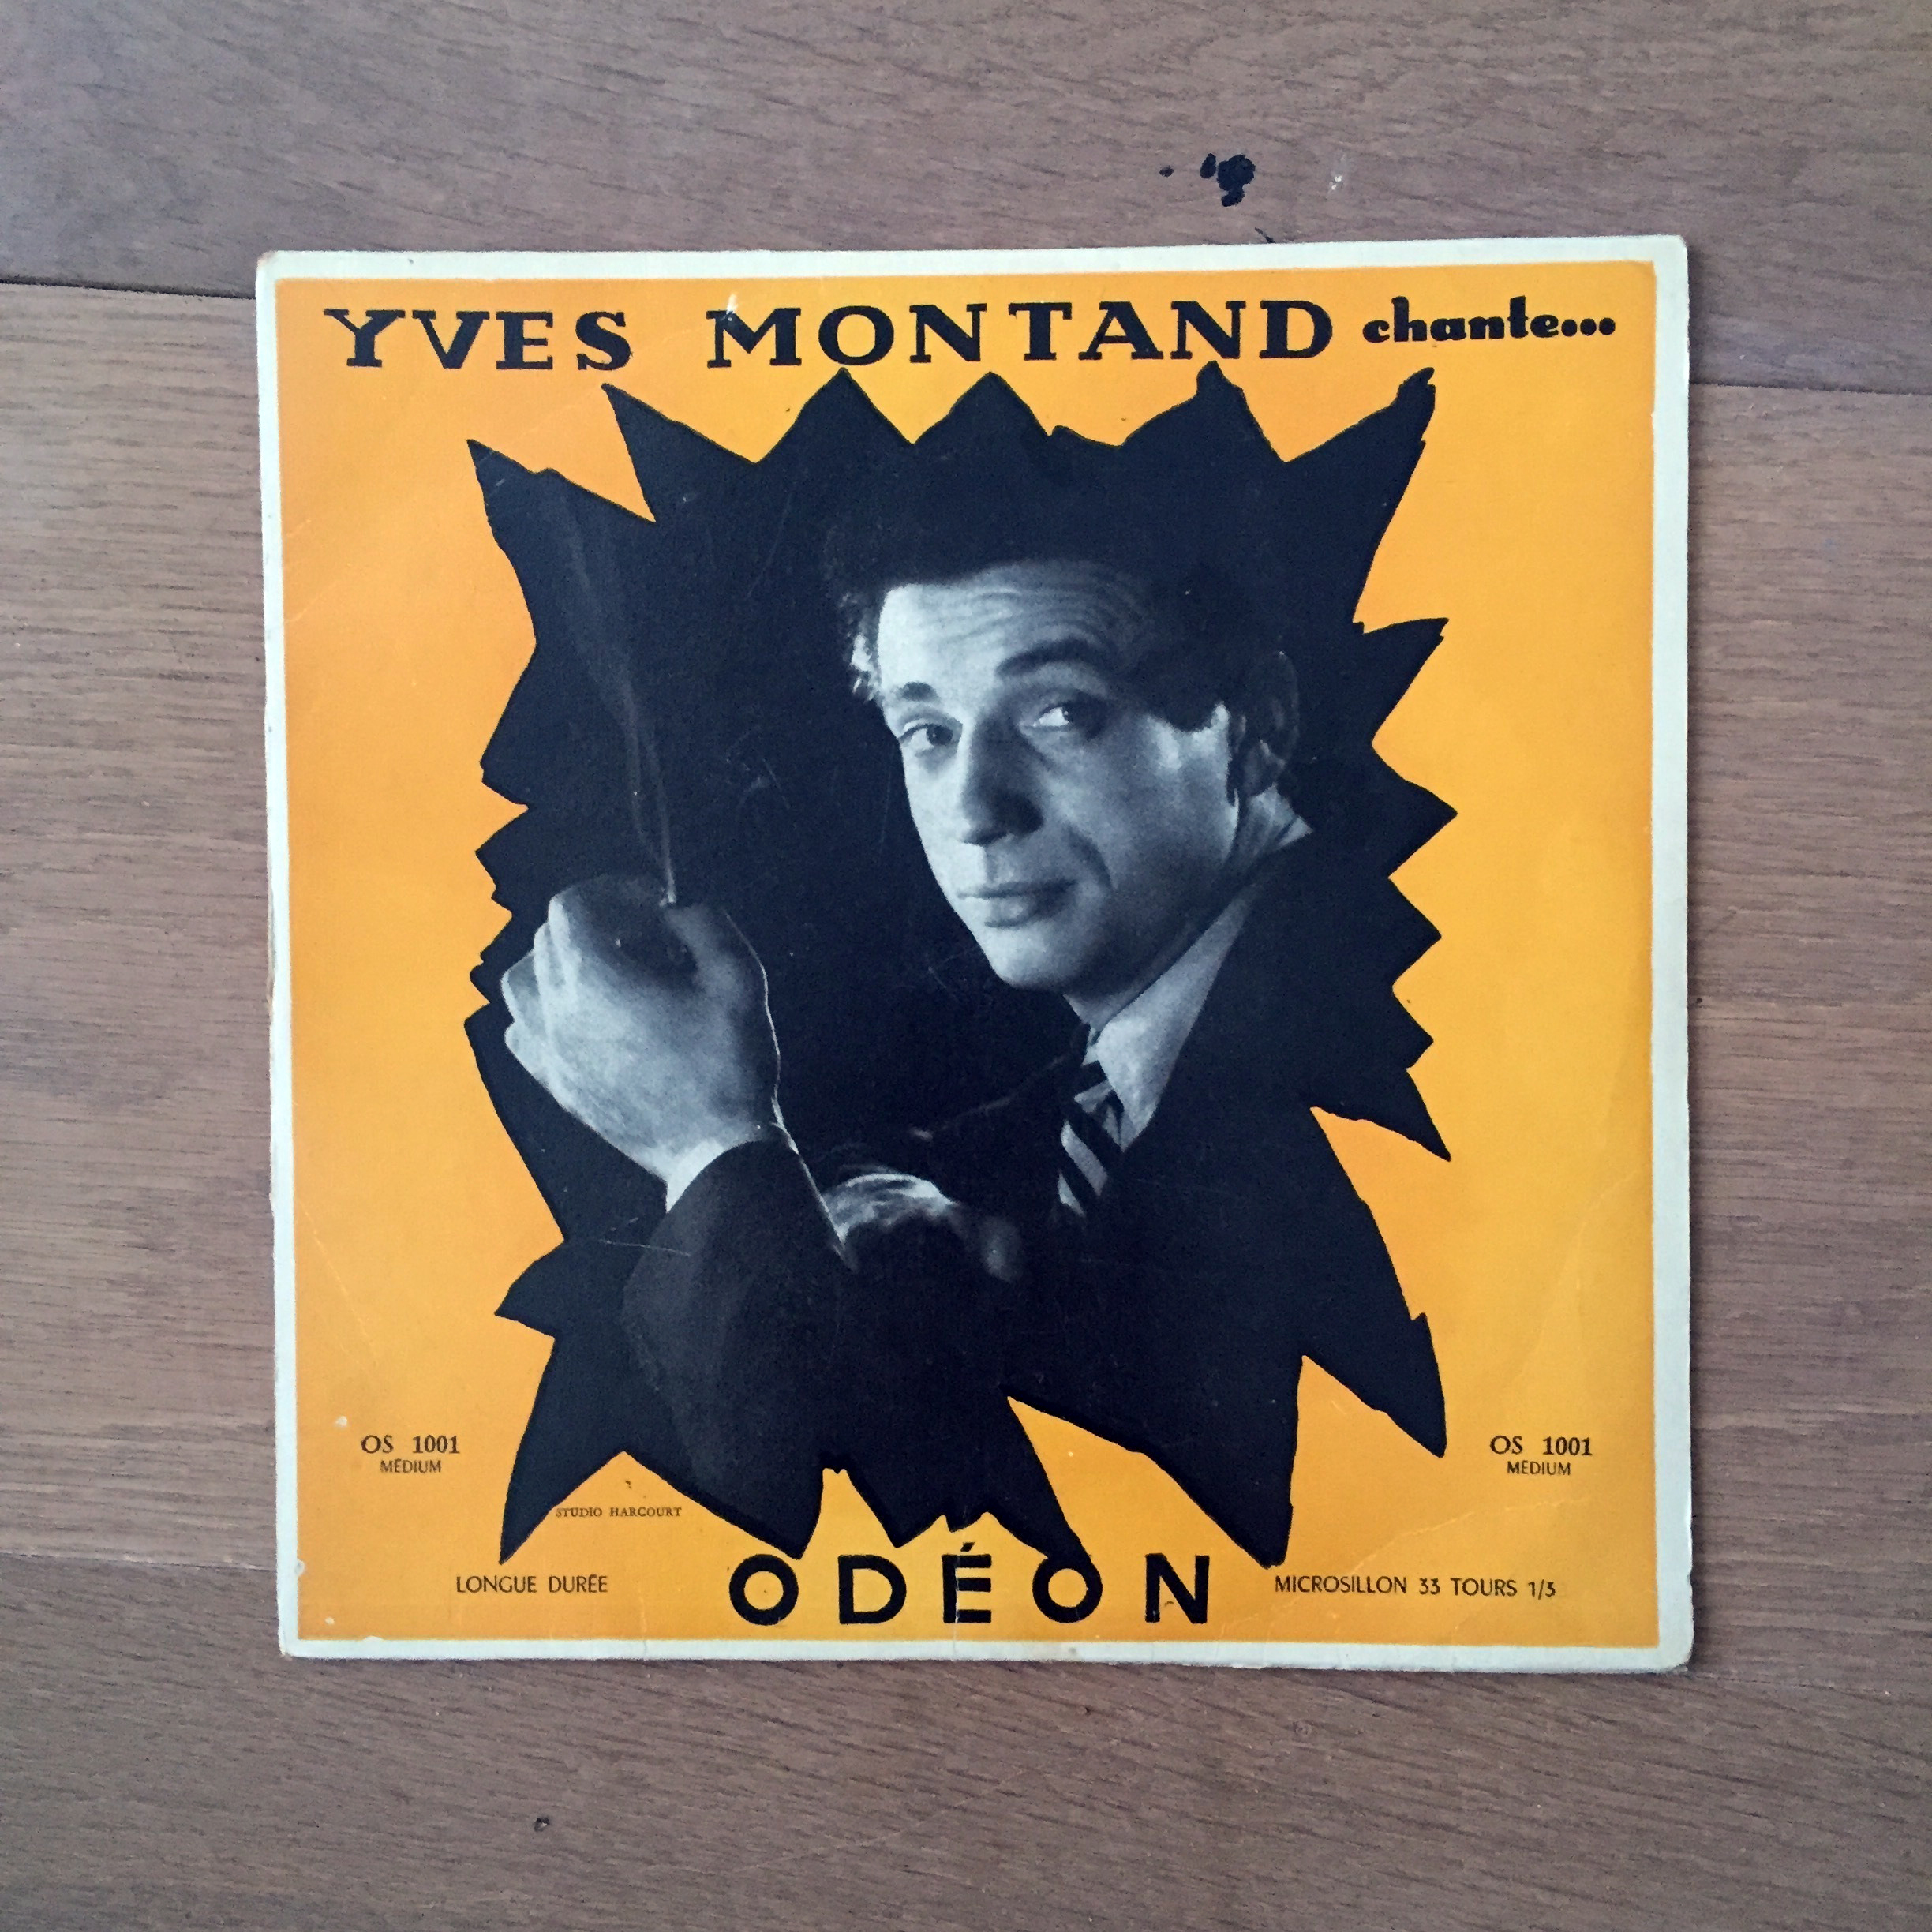 YVES MONTAND chante...
OS 1001
MÉDIUM
OS 1001
MÉDIUM
STUDIO HARCOURT
LONGUE DURÉE
ODÉON
MICROSILLON 33 TOURS 1/3